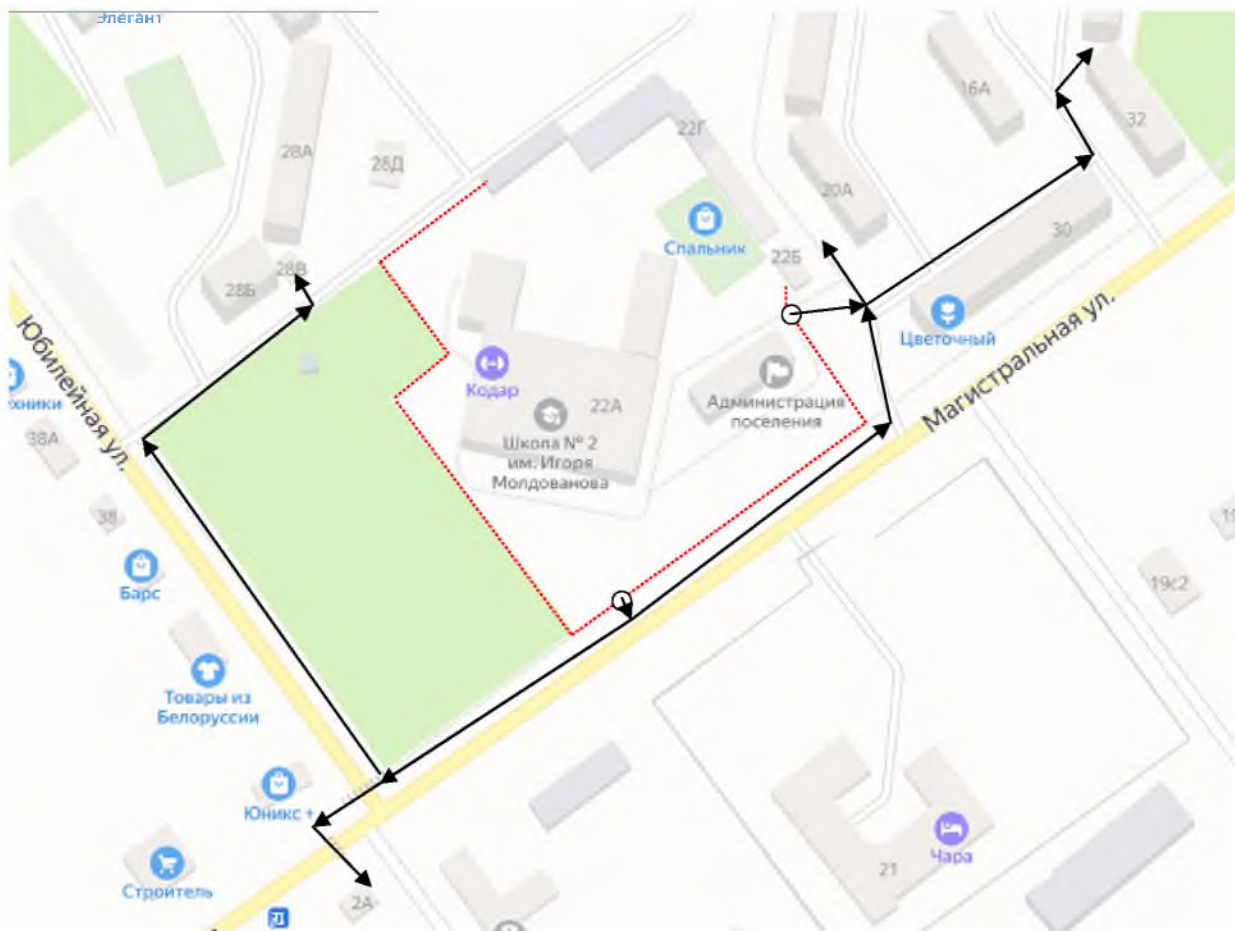 Элегант
16А
22Г
32
28А
28Д
20А
Спальник
30
22Б
28В
28Б
Цветочный
Магистральная ул.
Юбилейная ул.
Кодар
22А
Администрация
поселения
Школа № 2
им. Игоря
Молдованова
38А
38
Барс
19с2
Товары из
Белоруссии
Юникс +
Строитель
2А
21
Чара